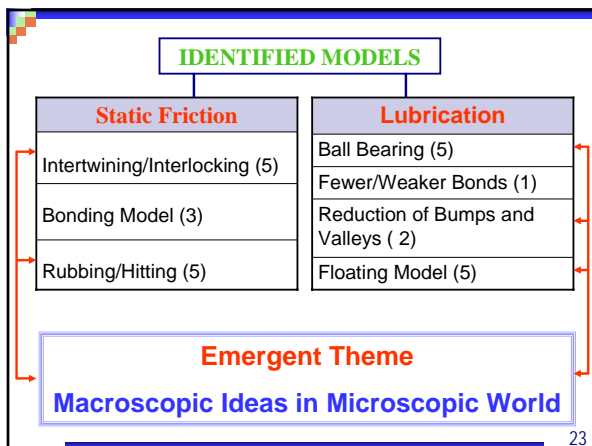 IDENTIFIED MODELS
Static Friction
Intertwining/Interlocking (5)
Bonding Model (3)
Rubbing/Hitting (5)
Lubrication
Ball Bearing (5)
Fewer/Weaker Bonds (1)
Reduction of Bumps and
Valleys ( 2)
Floating Model (5)
Emergent Theme
Macroscopic Ideas in Microscopic World
23